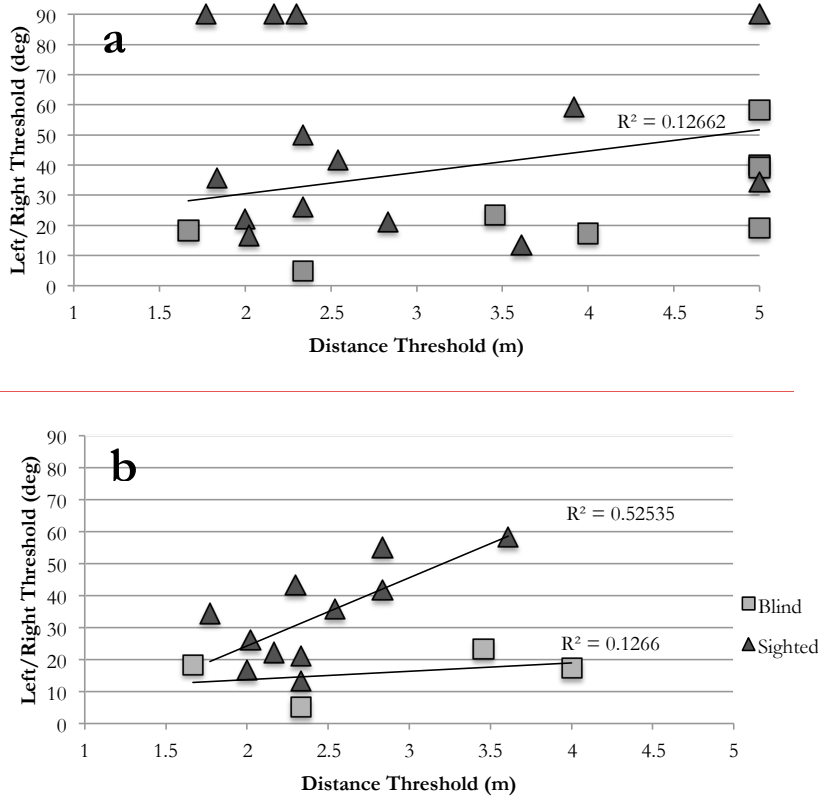 a
Left/Right Threshold (deg)
90
80
70
60
50
40
30
20
10
0
R² = 0.12662
1 1.5 2 2.5 3 3.5 4 4.5 5
Distance Threshold (m)
b
Left/Right Threshold (deg)
90
80
70
60
50
40
30
20
10
0
R² = 0.52535
R² = 0.1266
Blind
Sighted
1 1.5 2 2.5 3 3.5 4 4.5 5
Distance Threshold (m)